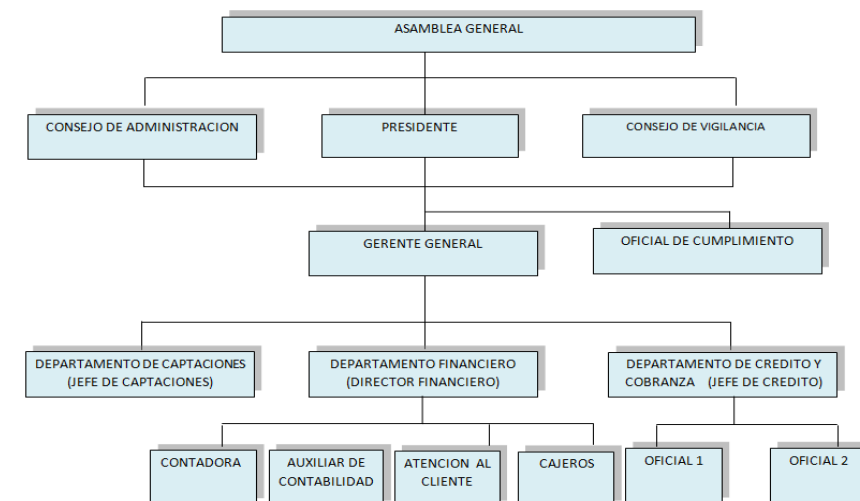 ASAMBLEA GENERAL
CONSEJO DE ADMINISTRACION
PRESIDENTE
CONSEJO DE VIGILANCIA
GERENTE GENERAL
OFICIAL DE CUMPLIMIENTO
DEPARTAMENTO DE CAPTACIONES
(JEFE DE CAPTACIONES)
DEPARTAMENTO FINANCIERO
(DIRECTOR FINANCIERO)
DEPARTAMENTO DE CREDITO Y
COBRANZA (JEFE DE CREDITO)
CONTADORA
AUXILIAR DE
CONTABILIDAD
ATENCION AL
CLIENTE
CAJEROS
OFICIAL 1
OFICIAL 2